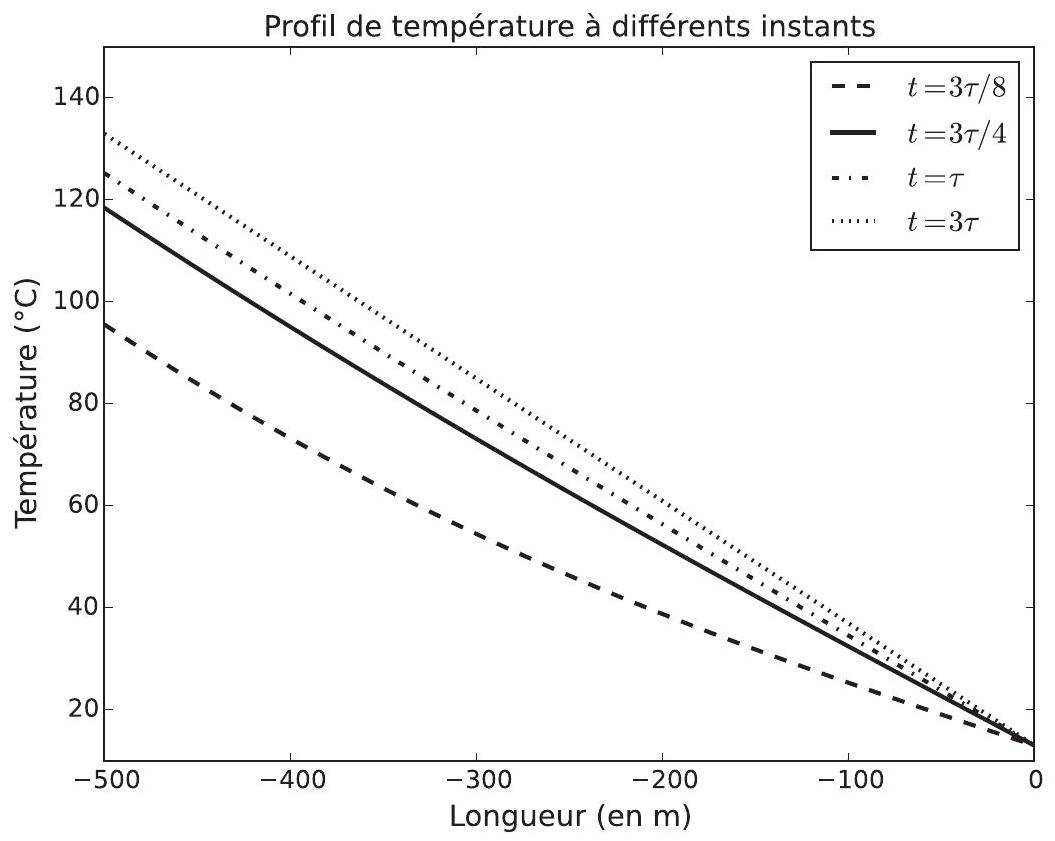 Profil de température à différents instants
t=3τ/8
t=3τ/4
t=τ
t=3τ
Température (°C)
140
120
100
80
60
40
20
−500
−400
−300
−200
−100
0
Longueur (en m)